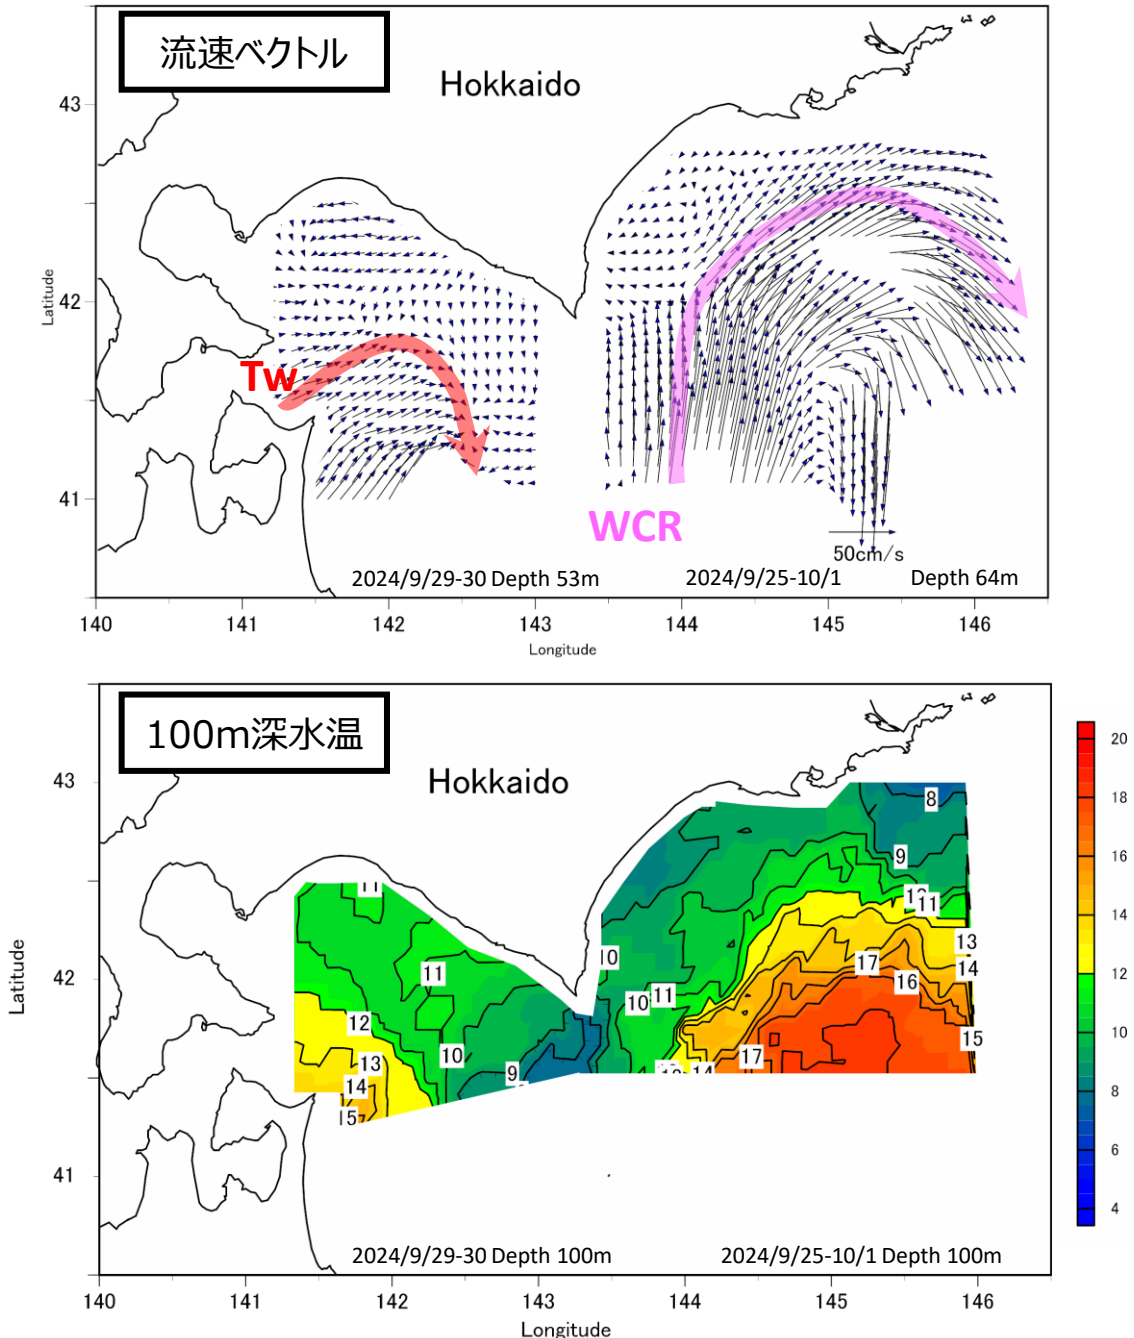 流速ベクトル
Hokkaido
43
42
41
Latitude
Tw
WCR
50cm/s
2024/9/29-30 Depth 53m
2024/9/25-10/1 Depth 64m
140 141 142 143 144 145 146
Longitude
100m深水温
Hokkaido
43
42
41
Latitude
8
9
11
11
10
13
17
14
11
10
11
16
12
15
10
13
17
9
14
14
15
2024/9/29-30 Depth 100m
2024/9/25-10/1 Depth 100m
140 141 142 143 144 145 146
Longitude
20
18
16
14
12
10
8
6
4